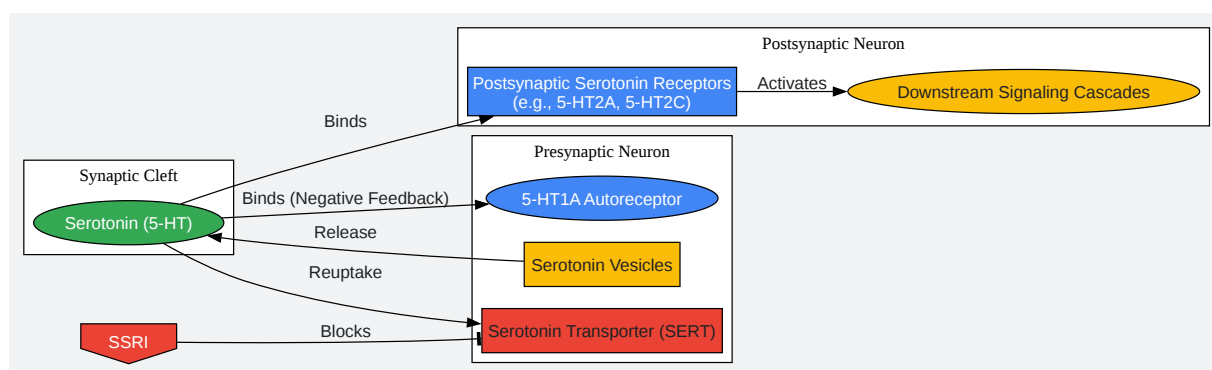 Postsynaptic Neuron
Postsynaptic Serotonin Receptors
(e.g., 5-HT2A, 5-HT2C)
Activates
Downstream Signaling Cascades
Binds
Synaptic Cleft
Serotonin (5-HT)
Presynaptic Neuron
Binds (Negative Feedback)
5-HT1A Autoreceptor
Release
Serotonin Vesicles
Reuptake
Serotonin Transporter (SERT)
SSRI
Blocks